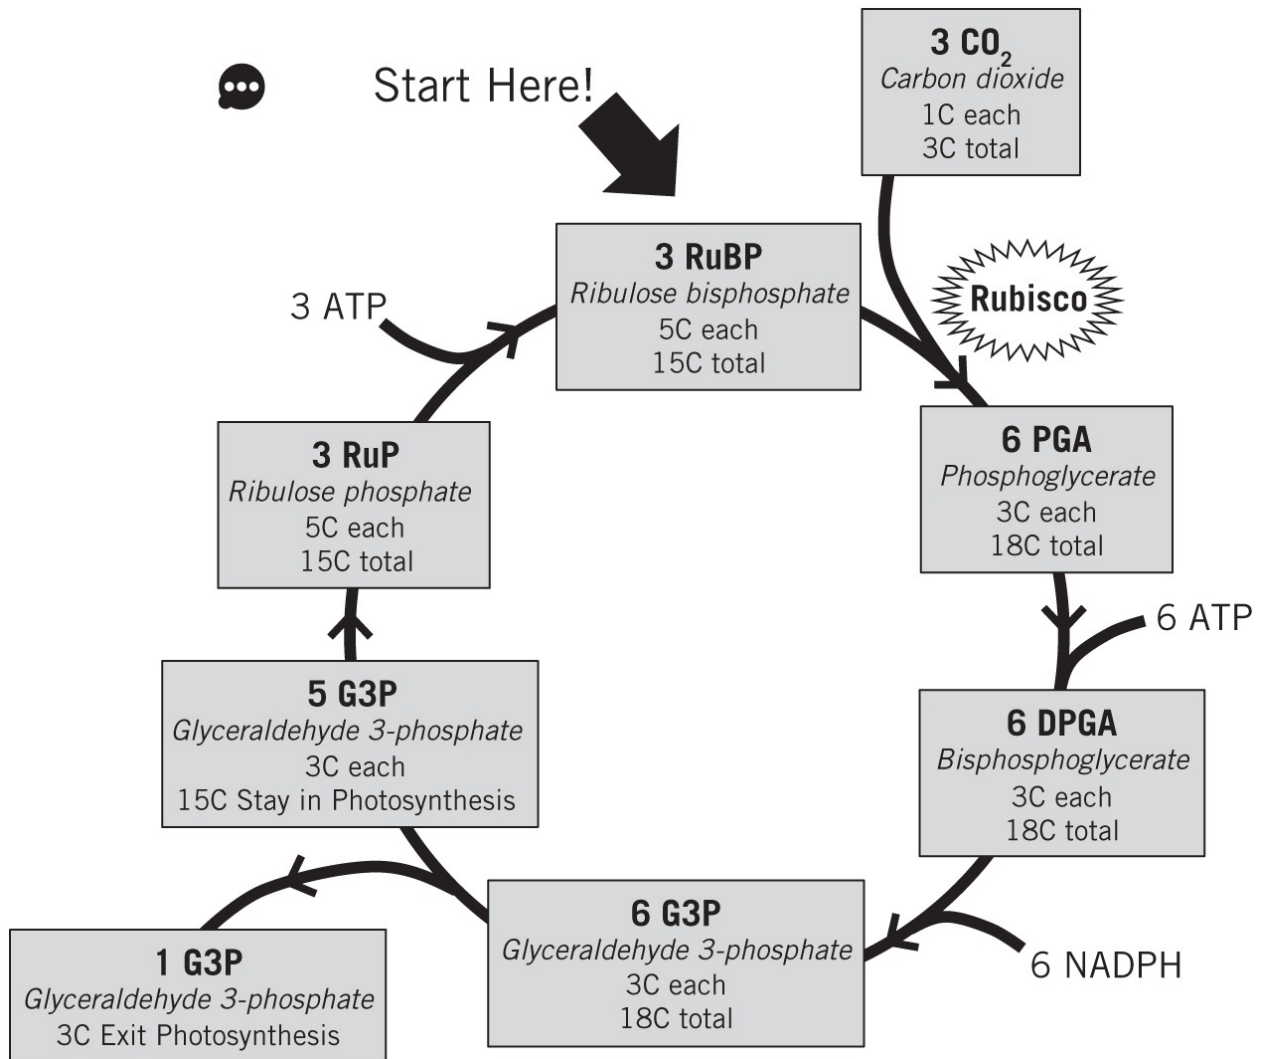 Start Here!
3 CO₂
Carbon dioxide
1C each
3C total
3 RuBP
Ribulose bisphosphate
5C each
15C total
Rubisco
3 ATP
6 PGA
Phosphoglycerate
3C each
18C total
3 RuP
Ribulose phosphate
5C each
15C total
6 ATP
5 G3P
Glyceraldehyde 3-phosphate
3C each
15C Stay in Photosynthesis
6 DPGA
Bisphosphoglycerate
3C each
18C total
6 G3P
Glyceraldehyde 3-phosphate
3C each
18C total
6 NADPH
1 G3P
Glyceraldehyde 3-phosphate
3C Exit Photosynthesis